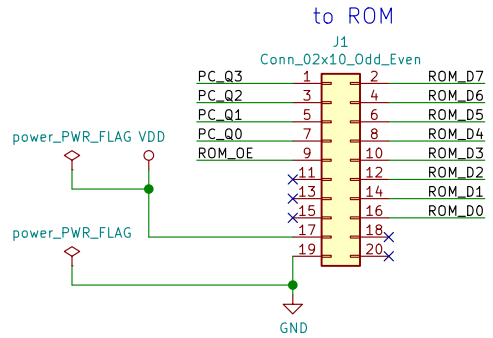 to ROM
J1
Conn_02x10_Odd_Even
PC_Q3 1 2 ROM_D7
PC_Q2 3 4 ROM_D6
PC_Q1 5 6 ROM_D5
PC_Q0 7 8 ROM_D4
power_PWR_FLAG VDD
ROM_OE 9 10 ROM_D3
11 12 ROM_D2
13 14 ROM_D1
15 16 ROM_D0
power_PWR_FLAG
17 18
19 20
GND